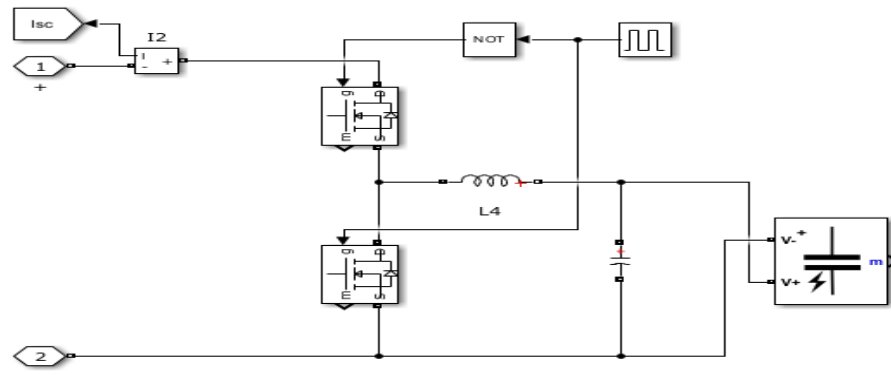 Isc
I2
NOT
i
- +
1
+
g D
m S
L4
g D
m S
V- +
m
V+
2